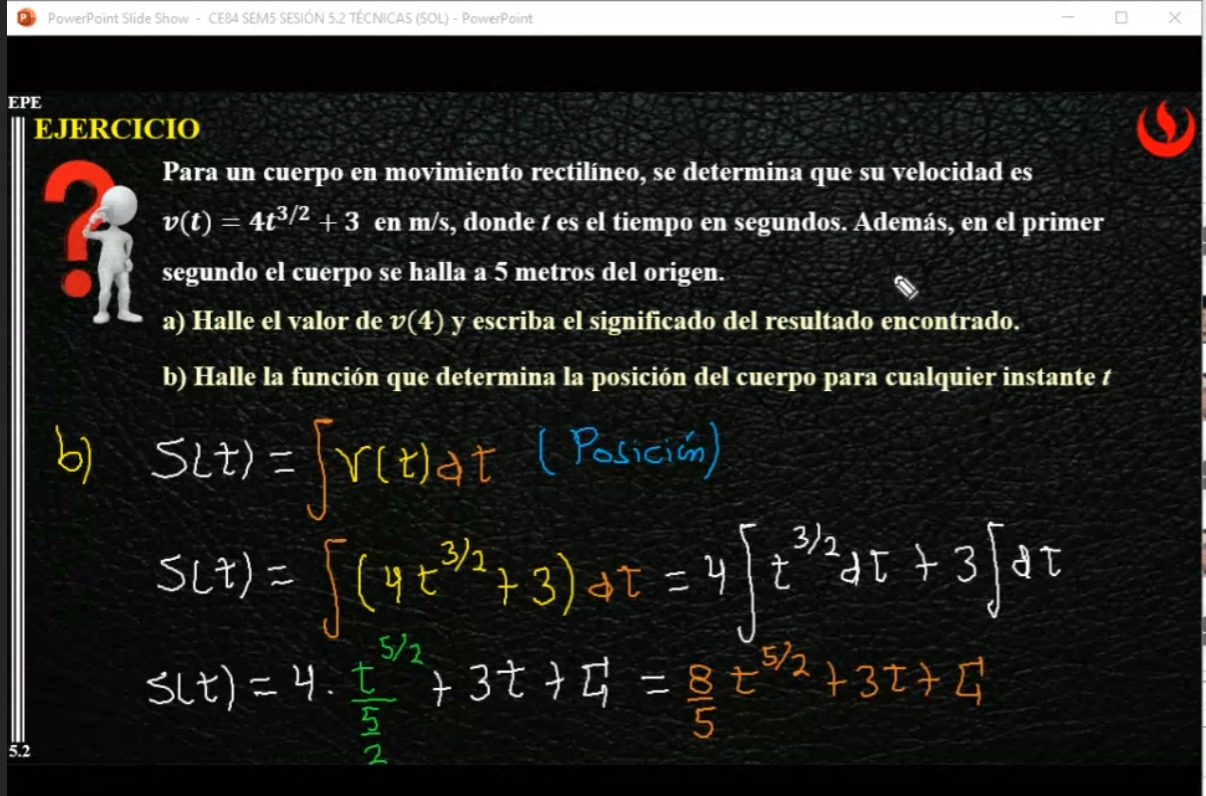 PowerPoint Slide Show - CE84 SEM5 SESIÓN 5.2 TÉCNICAS (SOL) - PowerPoint
EPE
EJERCICIO
Para un cuerpo en movimiento rectilíneo, se determina que su velocidad es
v(t) = 4t^{3/2} + 3 en m/s, donde t es el tiempo en segundos. Además, en el primer
segundo el cuerpo se halla a 5 metros del origen.
a) Halle el valor de v(4) y escriba el significado del resultado encontrado.
b) Halle la función que determina la posición del cuerpo para cualquier instante t
b) S(t) = ∫ v(t) dt (Posición)
S(t) = ∫ (4t^{3/2} + 3) dt = 4 ∫ t^{3/2} dt + 3 ∫ dt
S(t) = 4 · t^{5/2} / (5/2) + 3t + C₁ = 8/5 t^{5/2} + 3t + C₁
5.2